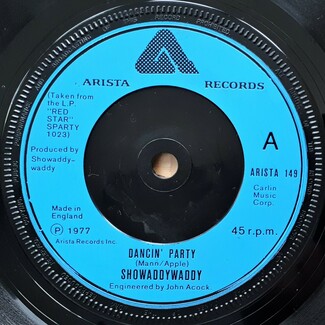 ARISTA RECORDS
(Taken from
the L.P.
"RED
STAR"
SPARTY
1023)
A
Produced by
Showaddy-
waddy
ARISTA 149
Carlin
Music
Corp.
Made in
England
℗ 1977
Arista Records Inc.
45 r.p.m.
DANCIN' PARTY
(Mann/Apple)
SHOWADDYWADDY
Engineered by John Acock